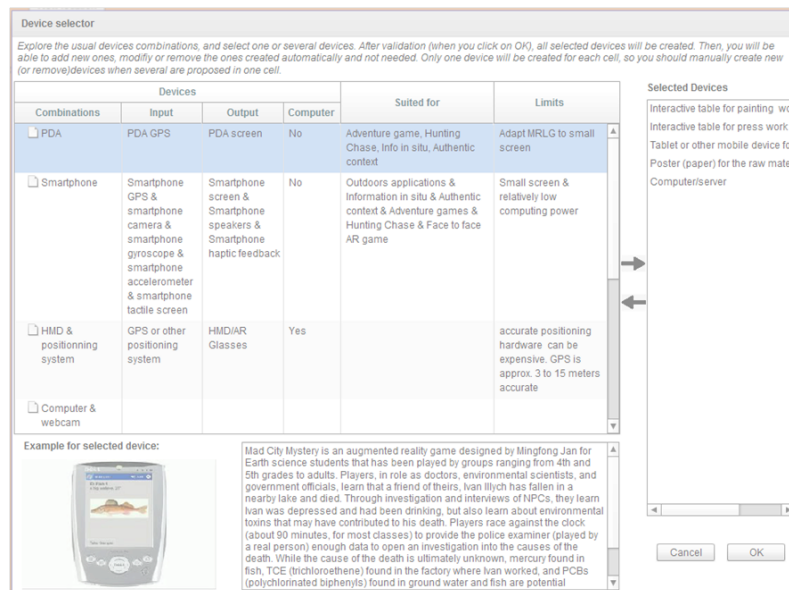 Device selector
Explore the usual devices combinations, and select one or several devices. After validation (when you click on OK), all selected devices will be created. Then, you will be
able to add new ones, modifiy or remove the ones created automatically and not needed. Only one device will be created for each cell, so you should manually create new
(or remove)devices when several are proposed in one cell.
Devices
Suited for
Limits
Combinations
Input
Output
Computer
PDA
PDA GPS
PDA screen
No
Adventure game, Hunting
Chase, Info in situ, Authentic
context
Adapt MRLG to small
screen
Smartphone
Smartphone
GPS &
smartphone
camera &
smartphone
gyroscope &
smartphone
accelerometer
& smartphone
tactile screen
Smartphone
screen &
Smartphone
speakers &
Smartphone
haptic feedback
No
Outdoors applications &
Information in situ & Authentic
context & Adventure games &
Hunting Chase & Face to face
AR game
Small screen &
relatively low
computing power
HMD &
positionning
system
GPS or other
positioning
system
HMD/AR
Glasses
Yes
accurate positioning
hardware can be
expensive. GPS is
approx. 3 to 15 meters
accurate
Computer &
webcam
Selected Devices
Interactive table for painting wo
Interactive table for press work
Tablet or other mobile device fo
Poster (paper) for the raw mate
Computer/server
Example for selected device:
Mad City Mystery is an augmented reality game designed by Mingfong Jan for
Earth science students that has been played by groups ranging from 4th and
5th grades to adults. Players, in role as doctors, environmental scientists, and
government officials, learn that a friend of theirs, Ivan Illych has fallen in a
nearby lake and died. Through investigation and interviews of NPCs, they learn
Ivan was depressed and had been drinking, but also learn about environmental
toxins that may have contributed to his death. Players race against the clock
(about 90 minutes, for most classes) to provide the police examiner (played by
a real person) enough data to open an investigation into the causes of the
death. While the cause of the death is ultimately unknown, mercury found in
fish, TCE (trichloroethene) found in the factory where Ivan worked, and PCBs
(polychlorinated biphenyls) found in ground water and fish are potential
Cancel
OK